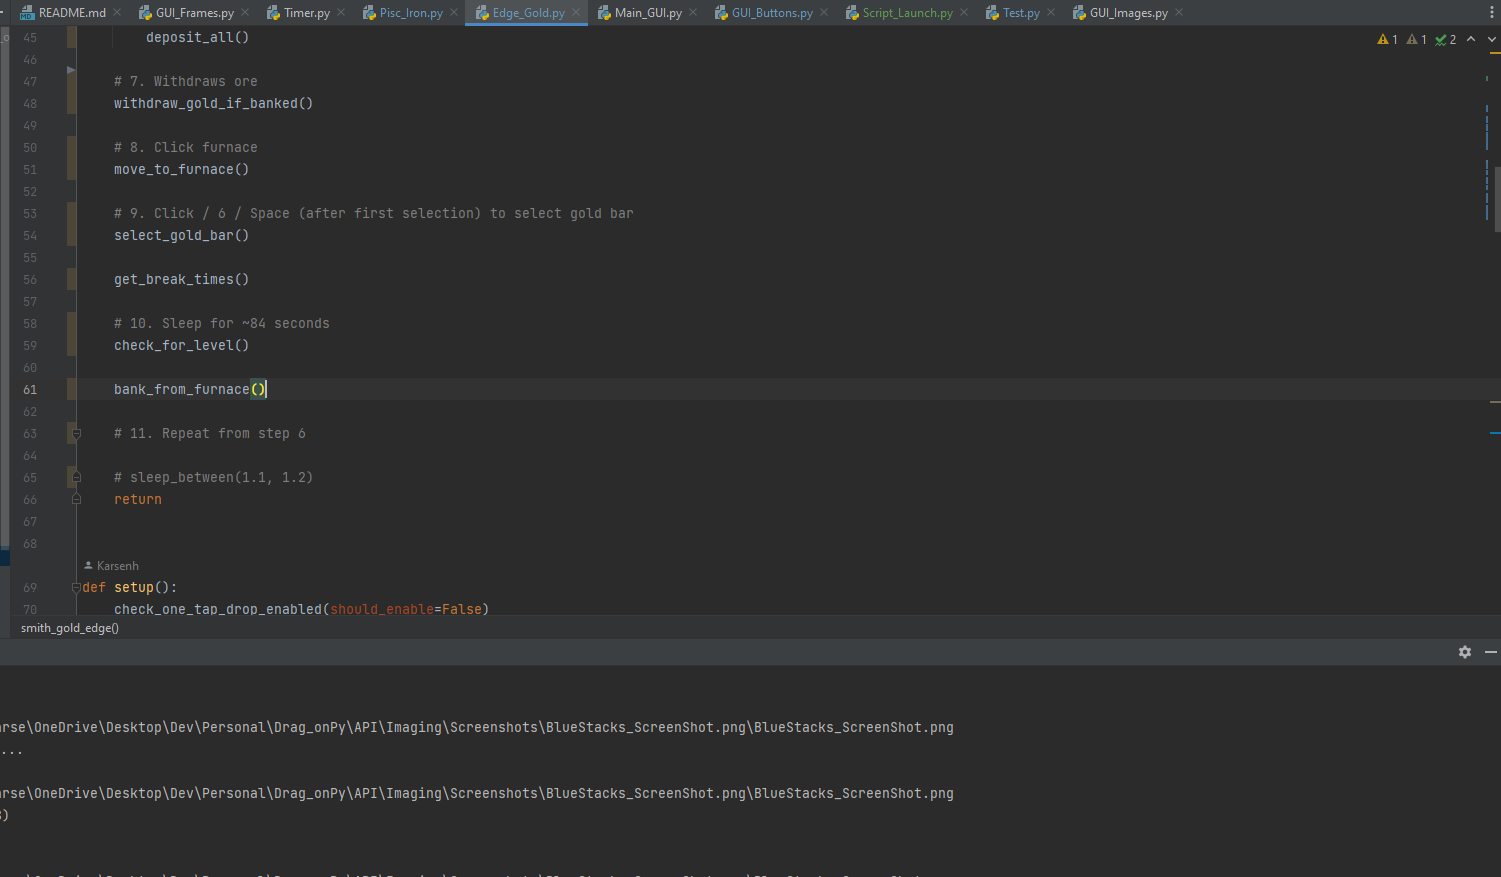 README.md GUI_Frames.py Timer.py Pisc_Iron.py Edge_Gold.py Main_GUI.py GUI_Buttons.py Script_Launch.py Test.py GUI_Images.py
45 deposit_all() 1 1 2
46
47 # 7. Withdraws ore
48 withdraw_gold_if_banked()
49
50 # 8. Click furnace
51 move_to_furnace()
52
53 # 9. Click / 6 / Space (after first selection) to select gold bar
54 select_gold_bar()
55
56 get_break_times()
57
58 # 10. Sleep for ~84 seconds
59 check_for_level()
60
61 bank_from_furnace()
62
63 # 11. Repeat from step 6
64
65 # sleep_between(1.1, 1.2)
66 return
67
68
Karsenh
69 def setup():
70 check_one_tap_drop_enabled(should_enable=False)
smith_gold_edge()
arse\OneDrive\Desktop\Dev\Personal\Drag_onPy\API\Imaging\Screenshots\BlueStacks_ScreenShot.png\BlueStacks_ScreenShot.png
...
arse\OneDrive\Desktop\Dev\Personal\Drag_onPy\API\Imaging\Screenshots\BlueStacks_ScreenShot.png\BlueStacks_ScreenShot.png
)